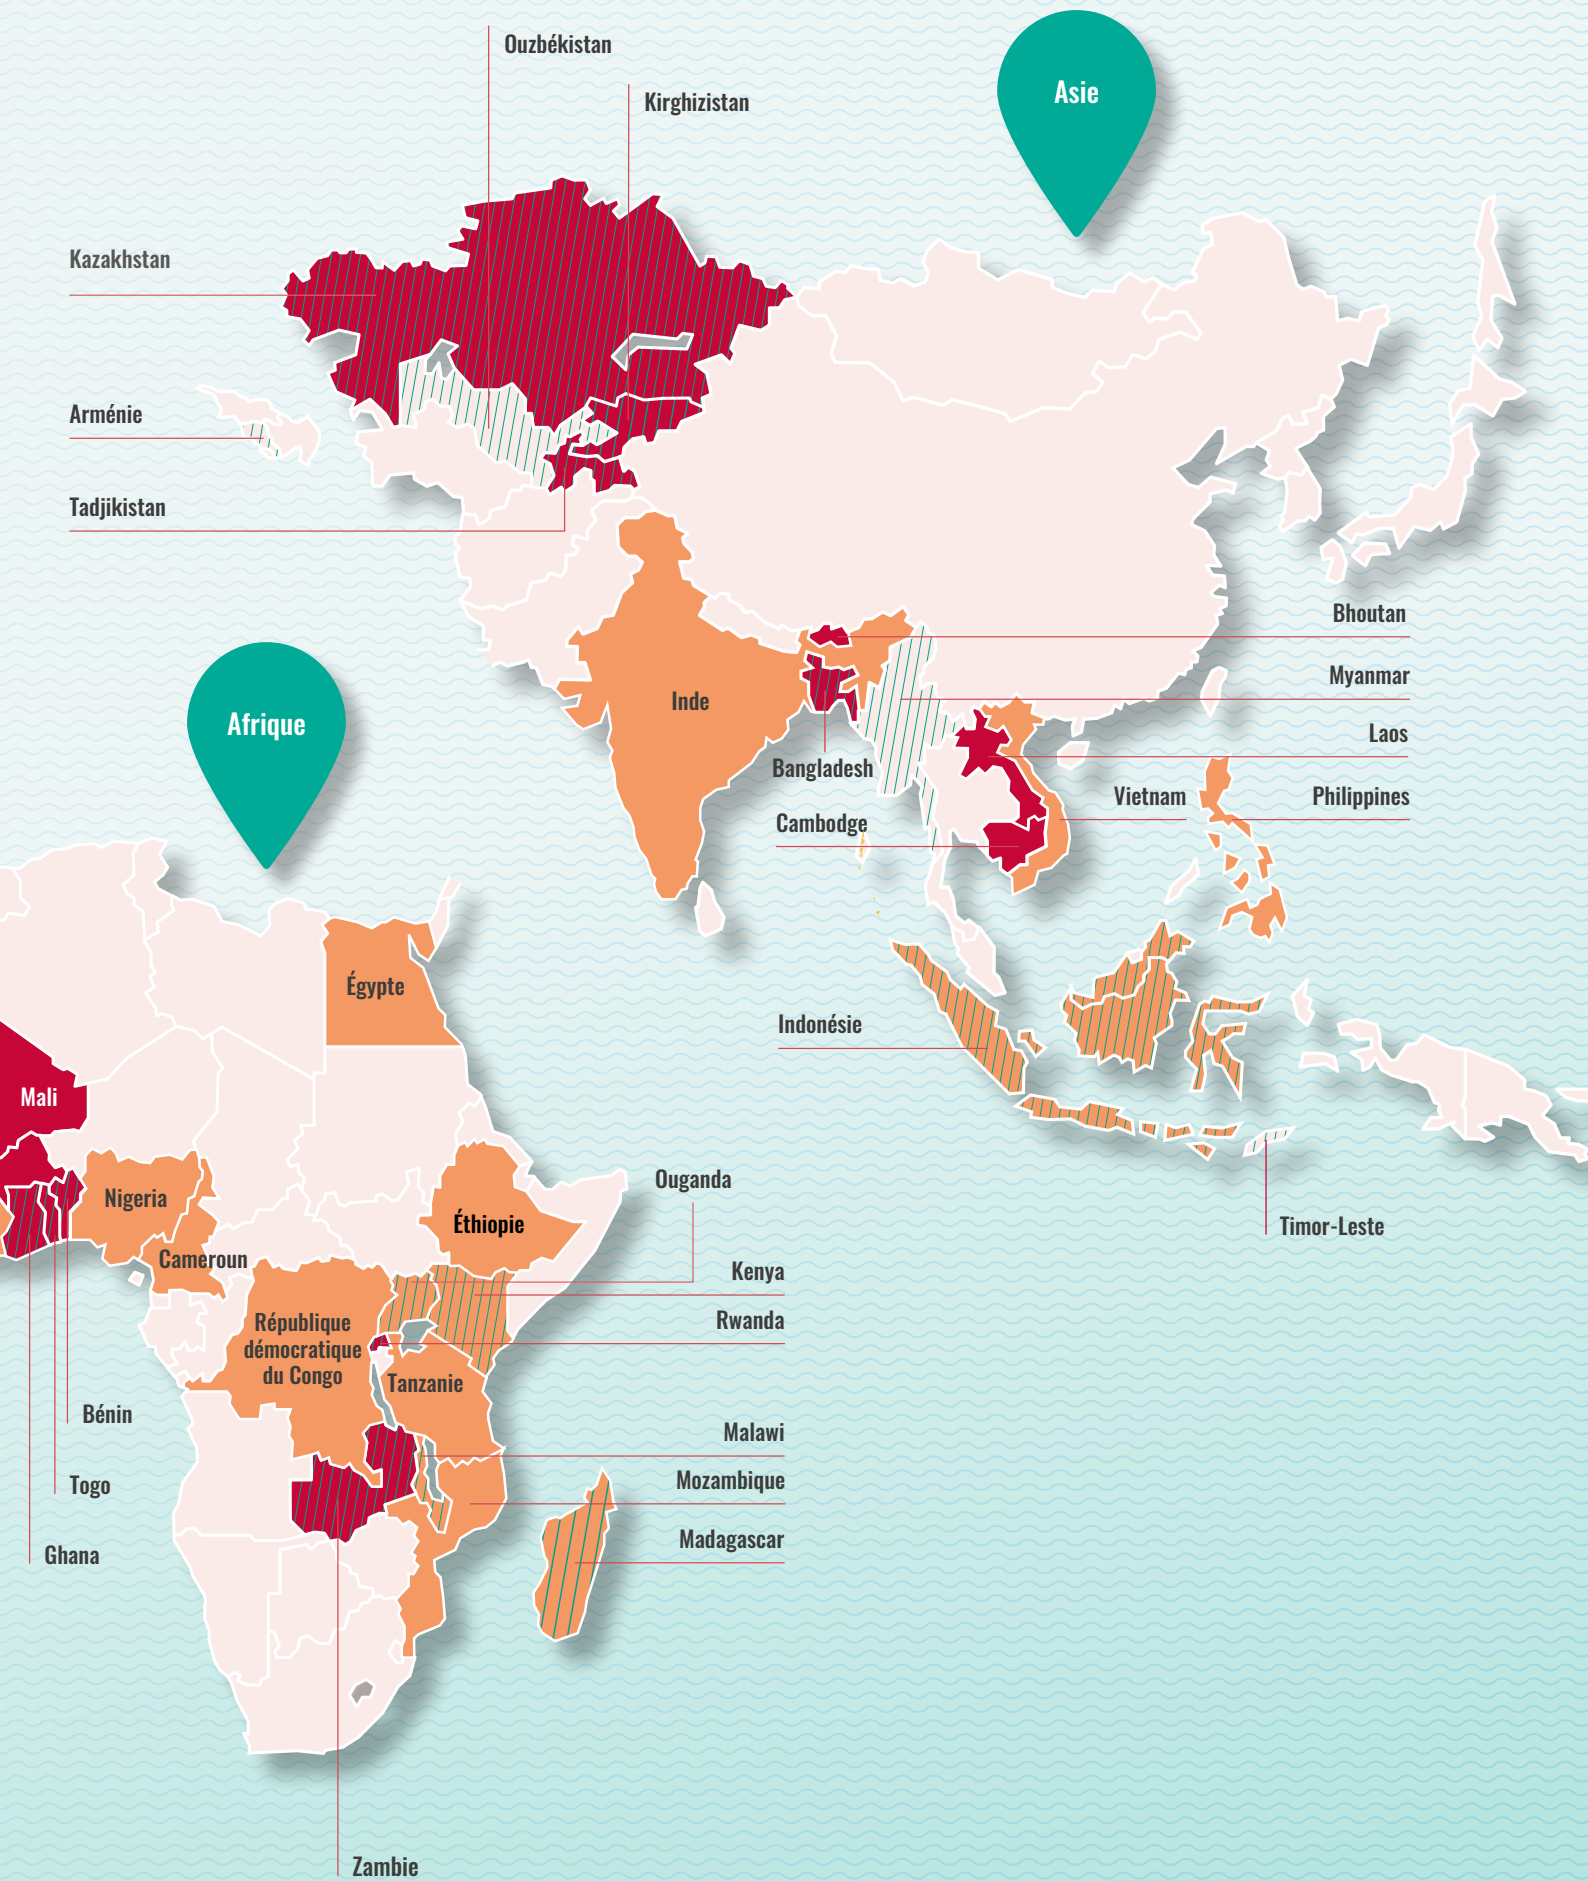 Ouzbékistan
Asie
Kirghizistan
Kazakhstan
Arménie
Tadjikistan
Bhoutan
Myanmar
Inde
Afrique
Laos
Bangladesh
Vietnam
Philippines
Cambodge
Égypte
Indonésie
Mali
Ouganda
Nigeria
Éthiopie
Timor-Leste
Cameroun
Kenya
Rwanda
République
démocratique
du Congo
Tanzanie
Bénin
Malawi
Mozambique
Togo
Madagascar
Ghana
Zambie